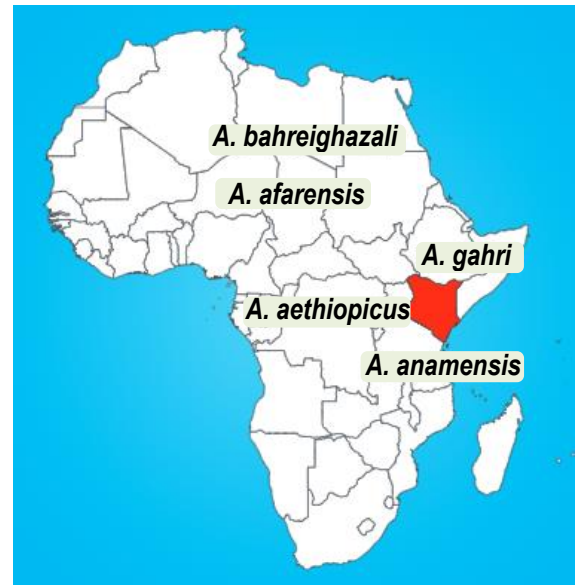 A. bahreighazali
A. afarensis
A. gahri
A. aethiopicus
A. anamensis